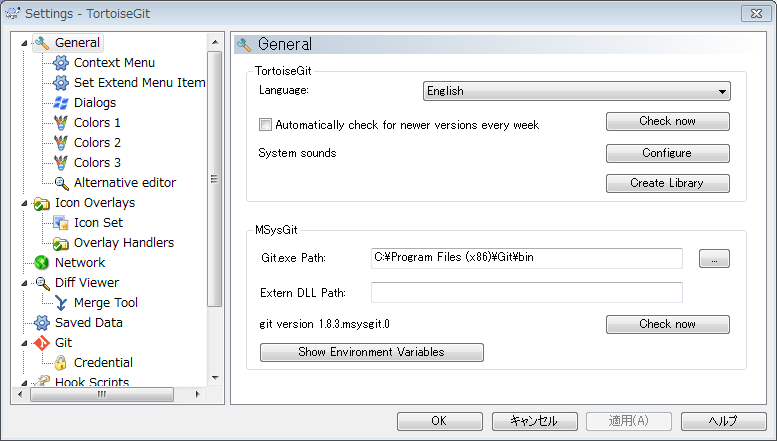 Settings - TortoiseGit
General
Context Menu
Set Extend Menu Item
Dialogs
Colors 1
Colors 2
Colors 3
Alternative editor
Icon Overlays
Icon Set
Overlay Handlers
Network
Diff Viewer
Merge Tool
Saved Data
Git
Credential
Hook Scripts
General
TortoiseGit
Language: English
Automatically check for newer versions every week Check now
System sounds Configure
Create Library
MSysGit
Git.exe Path: C:¥Program Files (x86)¥Git¥bin ...
Extern DLL Path:
git version 1.8.3.msysgit.0 Check now
Show Environment Variables
OK キャンセル 適用(A) ヘルプ